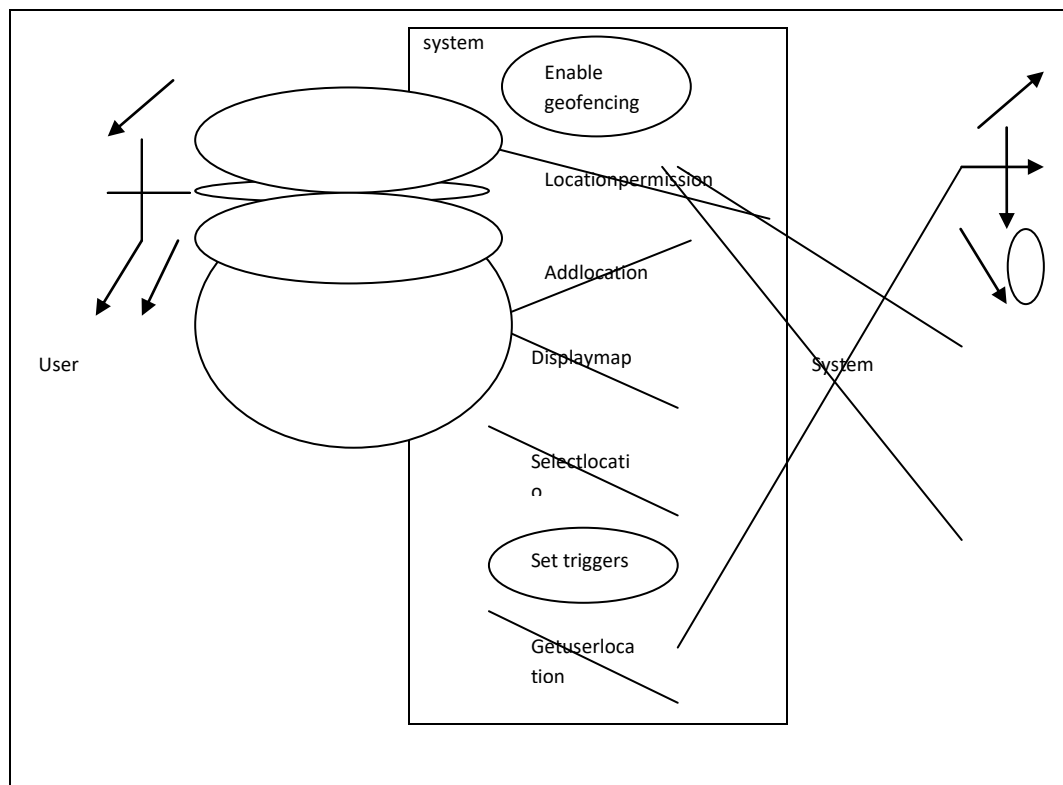 system
Enable
geofencing
Locationpermission
Addlocation
Displaymap
User
System
Selectlocati
o
Set triggers
Getuserloca
tion